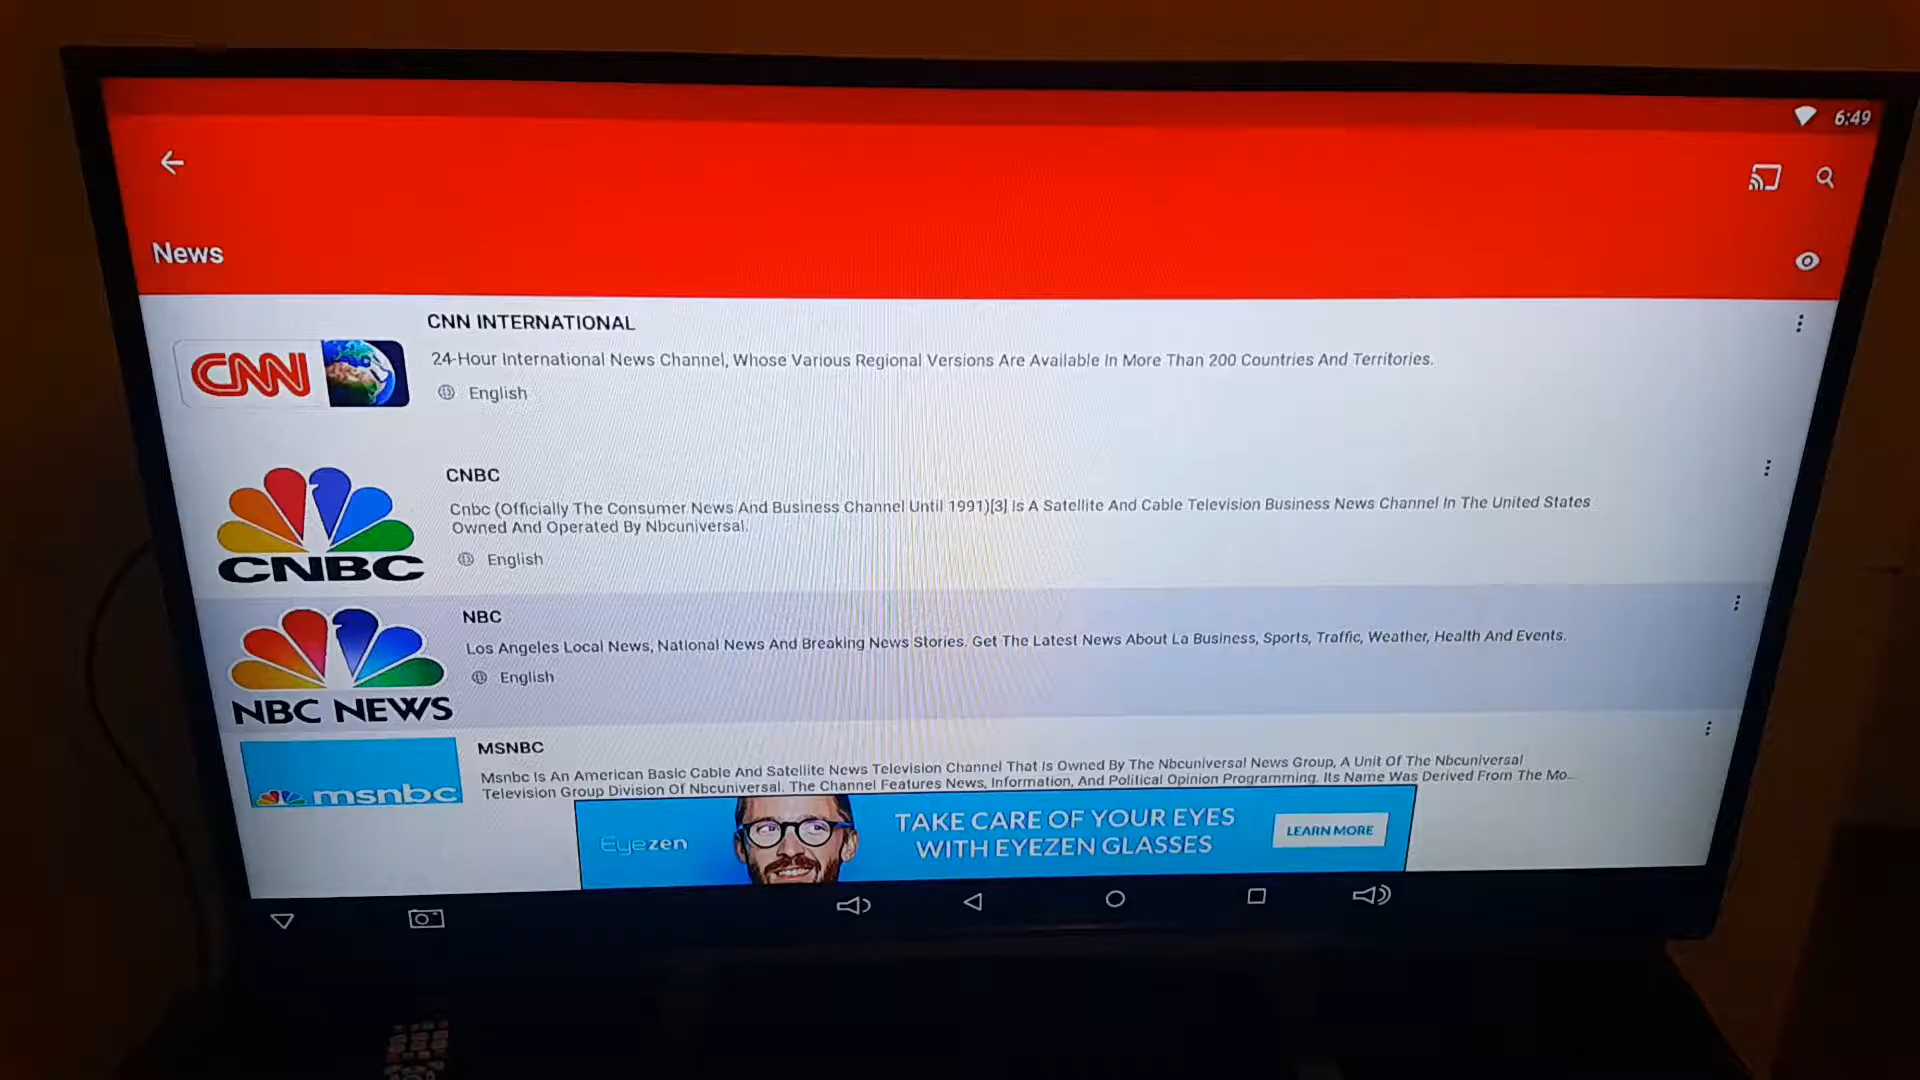 6:49
News
CNN INTERNATIONAL
CNN
24-Hour International News Channel, Whose Various Regional Versions Are Available In More Than 200 Countries And Territories.
English
CNBC
Cnbc (Officially The Consumer News And Business Channel Until 1991)[3] Is A Satellite And Cable Television Business News Channel In The United States
Owned And Operated By Nbcuniversal.
English
CNBC
NBC
Los Angeles Local News, National News And Breaking News Stories. Get The Latest News About La Business, Sports, Traffic, Weather, Health And Events.
English
NBC NEWS
MSNBC
Msnbc Is An American Basic Cable And Satellite News Television Channel That Is Owned By The Nbcuniversal News Group, A Unit Of The Nbcuniversal
Television Group Division Of Nbcuniversal. The Channel Features News, Information, And Political Opinion Programming. Its Name Was Derived From The Mo...
msnbc
Eyezen
TAKE CARE OF YOUR EYES
WITH EYEZEN GLASSES
LEARN MORE